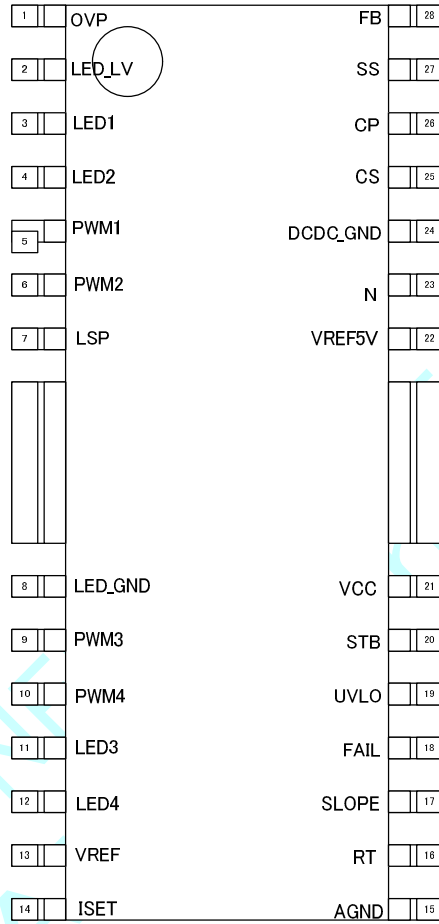 1 OVP FB 28
2 LED_LV SS 27
3 LED1 CP 26
4 LED2 CS 25
5 PWM1 DCDC_GND 24
6 PWM2 N 23
7 LSP VREF5V 22
8 LED_GND VCC 21
9 PWM3 STB 20
10 PWM4 UVLO 19
11 LED3 FAIL 18
12 LED4 SLOPE 17
13 VREF RT 16
14 ISET AGND 15